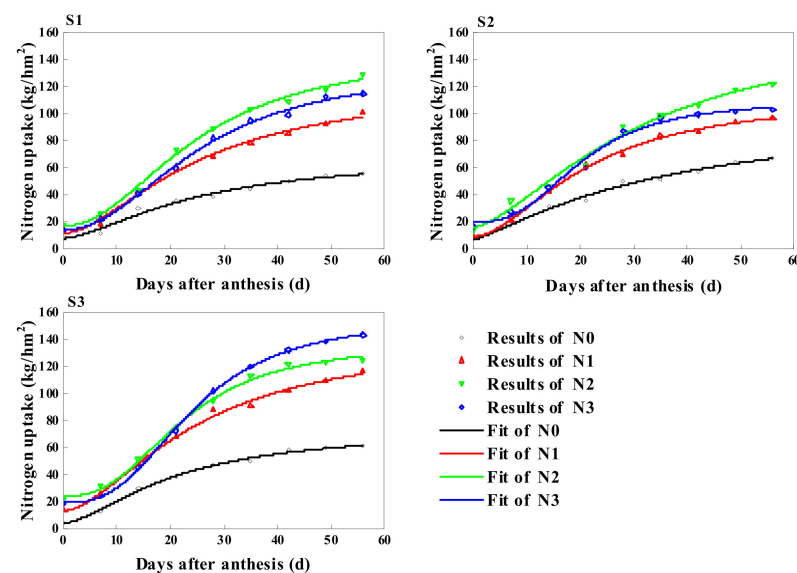 S1
Nitrogen uptake (kg/hm²)
160
140
120
100
80
60
40
20
0
0 10 20 30 40 50 60
Days after anthesis (d)
S2
Nitrogen uptake (kg/hm²)
160
140
120
100
80
60
40
20
0
0 10 20 30 40 50 60
Days after anthesis (d)
S3
Nitrogen uptake (kg/hm²)
160
140
120
100
80
60
40
20
0
0 10 20 30 40 50 60
Days after anthesis (d)
Results of N0
Results of N1
Results of N2
Results of N3
Fit of N0
Fit of N1
Fit of N2
Fit of N3